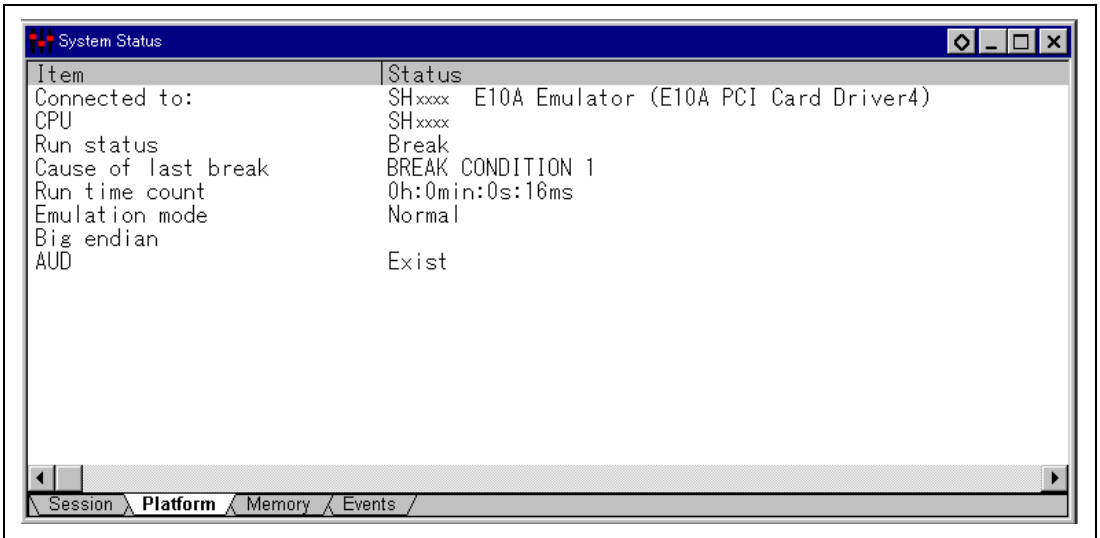 System Status
Item Status
Connected to: SHxxxx E10A Emulator (E10A PCI Card Driver4)
CPU SHxxxx
Run status Break
Cause of last break BREAK CONDITION 1
Run time count 0h:0min:0s:16ms
Emulation mode Normal
Big endian
AUD Exist
Session Platform Memory Events